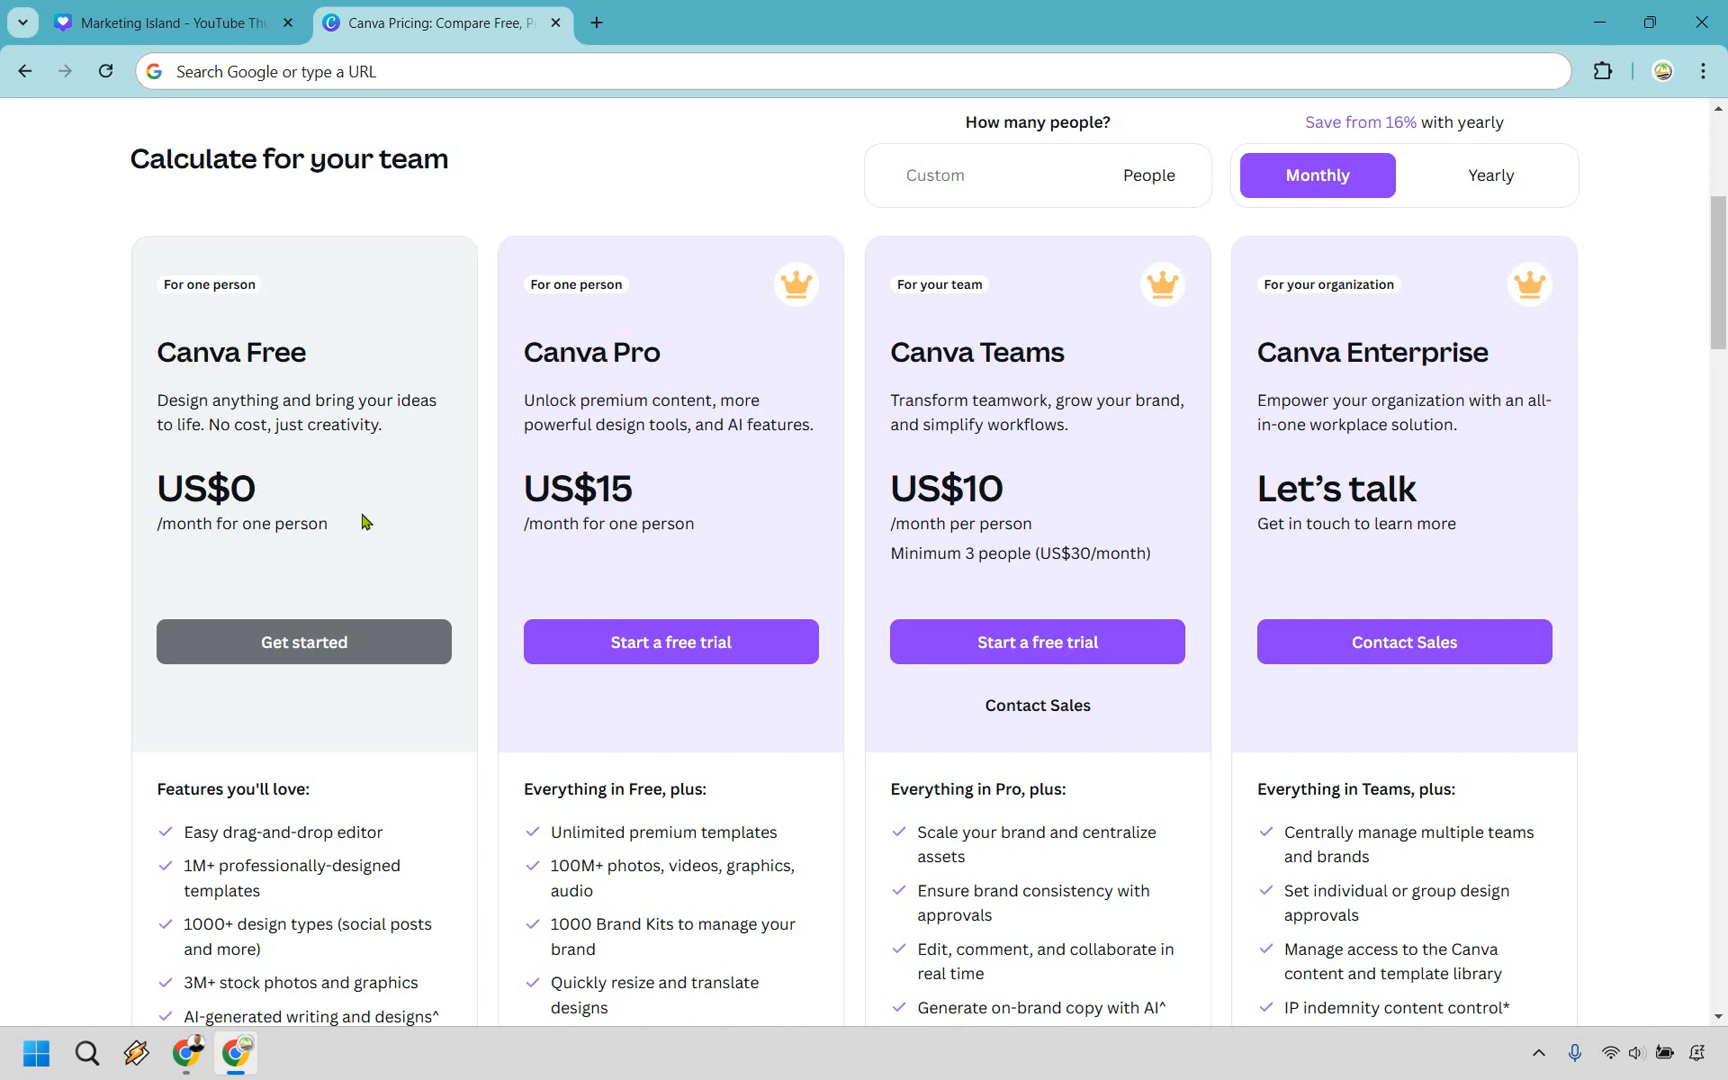 Marketing Island - YouTube Th
Canva Pricing: Compare Free, P
Search Google or type a URL
How many people?
Save from 16% with yearly
Calculate for your team
Custom
People
Monthly
Yearly
For one person
Canva Free
Design anything and bring your ideas
to life. No cost, just creativity.
US$0
/month for one person
Get started
Features you'll love:
Easy drag-and-drop editor
1M+ professionally-designed
templates
1000+ design types (social posts
and more)
3M+ stock photos and graphics
AI-generated writing and designs^
For one person
Canva Pro
Unlock premium content, more
powerful design tools, and AI features.
US$15
/month for one person
Start a free trial
Everything in Free, plus:
Unlimited premium templates
100M+ photos, videos, graphics,
audio
1000 Brand Kits to manage your
brand
Quickly resize and translate
designs
For your team
Canva Teams
Transform teamwork, grow your brand,
and simplify workflows.
US$10
/month per person
Minimum 3 people (US$30/month)
Start a free trial
Contact Sales
Everything in Pro, plus:
Scale your brand and centralize
assets
Ensure brand consistency with
approvals
Edit, comment, and collaborate in
real time
Generate on-brand copy with AI^
For your organization
Canva Enterprise
Empower your organization with an all-
in-one workplace solution.
Let's talk
Get in touch to learn more
Contact Sales
Everything in Teams, plus:
Centrally manage multiple teams
and brands
Set individual or group design
approvals
Manage access to the Canva
content and template library
IP indemnity content control*